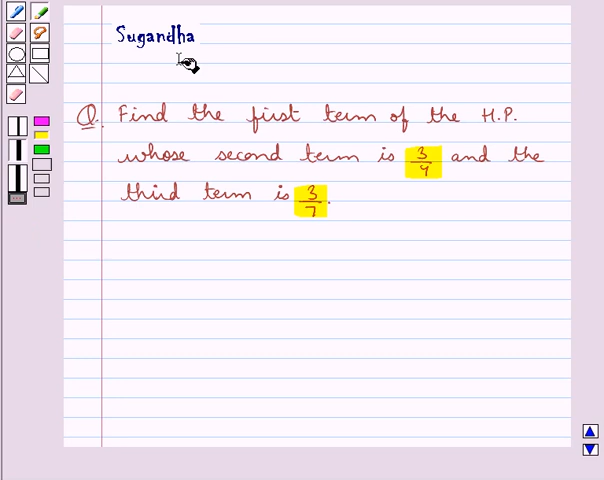 Sugandha
Q. Find the first term of the H.P.
whose second term is 3/4 and the
third term is 3/7.